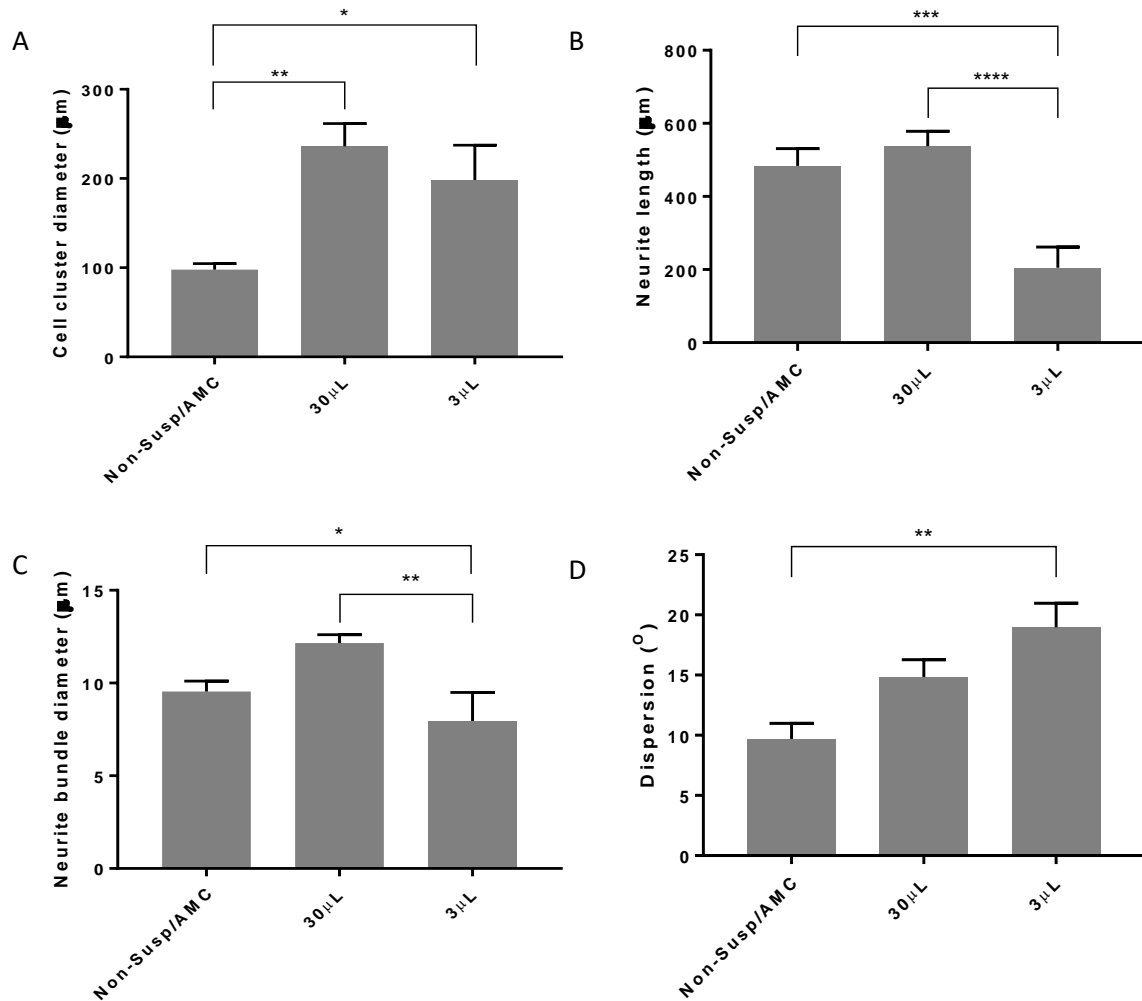 A
*
**
Cell cluster diameter (μm)
300
200
100
0
Non-Susp/AMC
30μL
3μL
B
***
****
Neurite length (μm)
800
600
400
200
0
Non-Susp/AMC
30μL
3μL
C
*
**
Neurite bundle diameter (μm)
15
10
5
0
Non-Susp/AMC
30μL
3μL
D
**
Dispersion (O)
25
20
15
10
5
0
Non-Susp/AMC
30μL
3μL